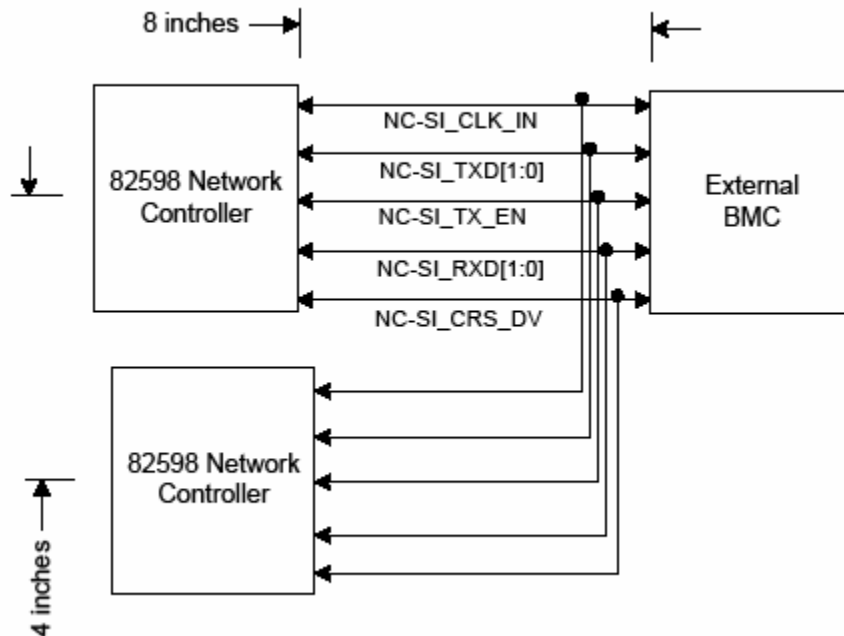 8 inches
82598 Network
Controller
NC-SI_CLK_IN
NC-SI_TXD[1:0]
NC-SI_TX_EN
NC-SI_RXD[1:0]
NC-SI_CRS_DV
External
BMC
82598 Network
Controller
4 inches